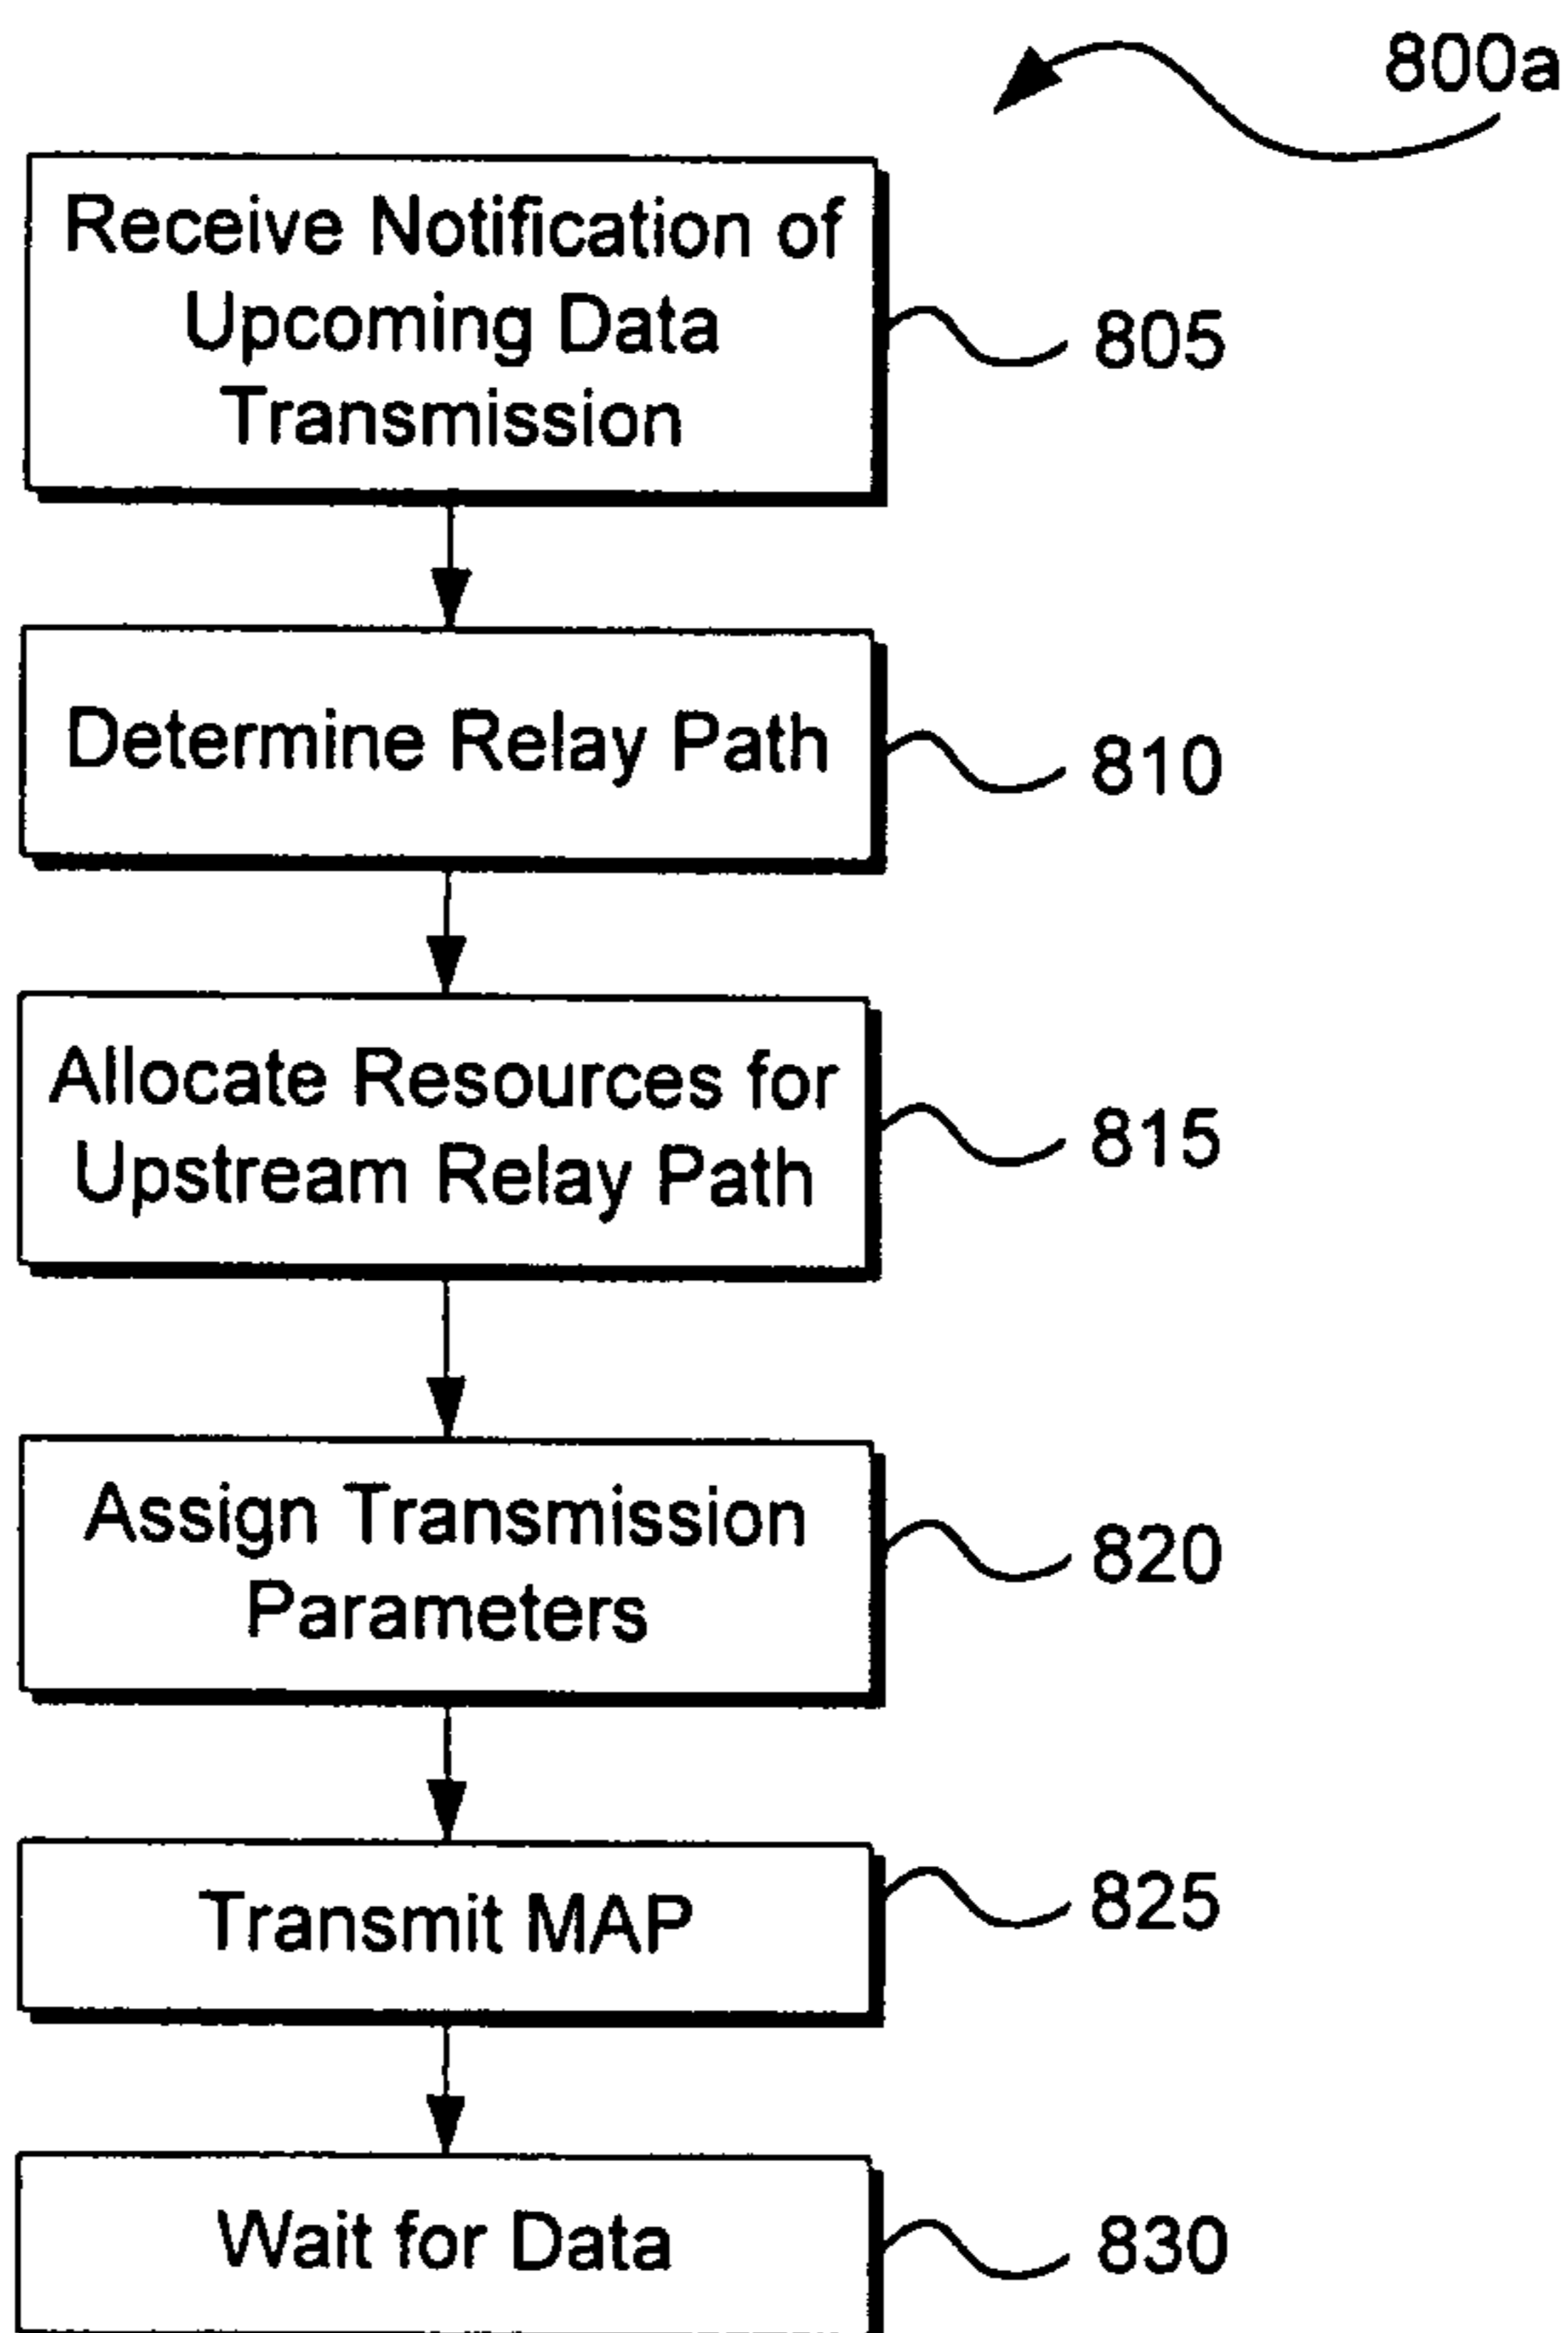 800a
Receive Notification of
Upcoming Data
Transmission
805
Determine Relay Path
810
Allocate Resources for
Upstream Relay Path
815
Assign Transmission
Parameters
820
Transmit MAP
825
Wait for Data
830